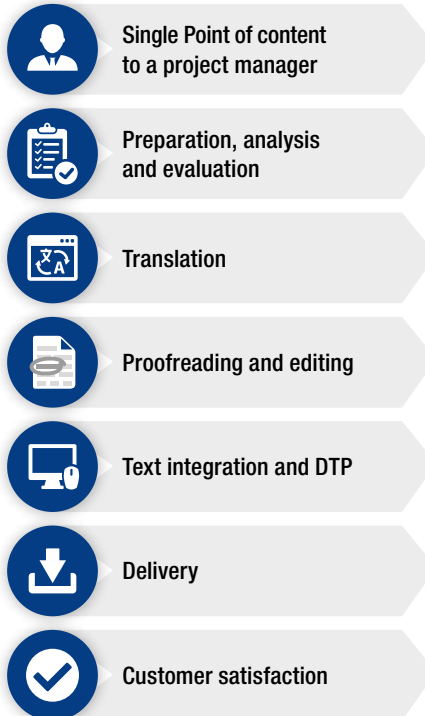 Single Point of content
to a project manager
Preparation, analysis
and evaluation
文
A
Translation
Proofreading and editing
Text integration and DTP
Delivery
Customer satisfaction